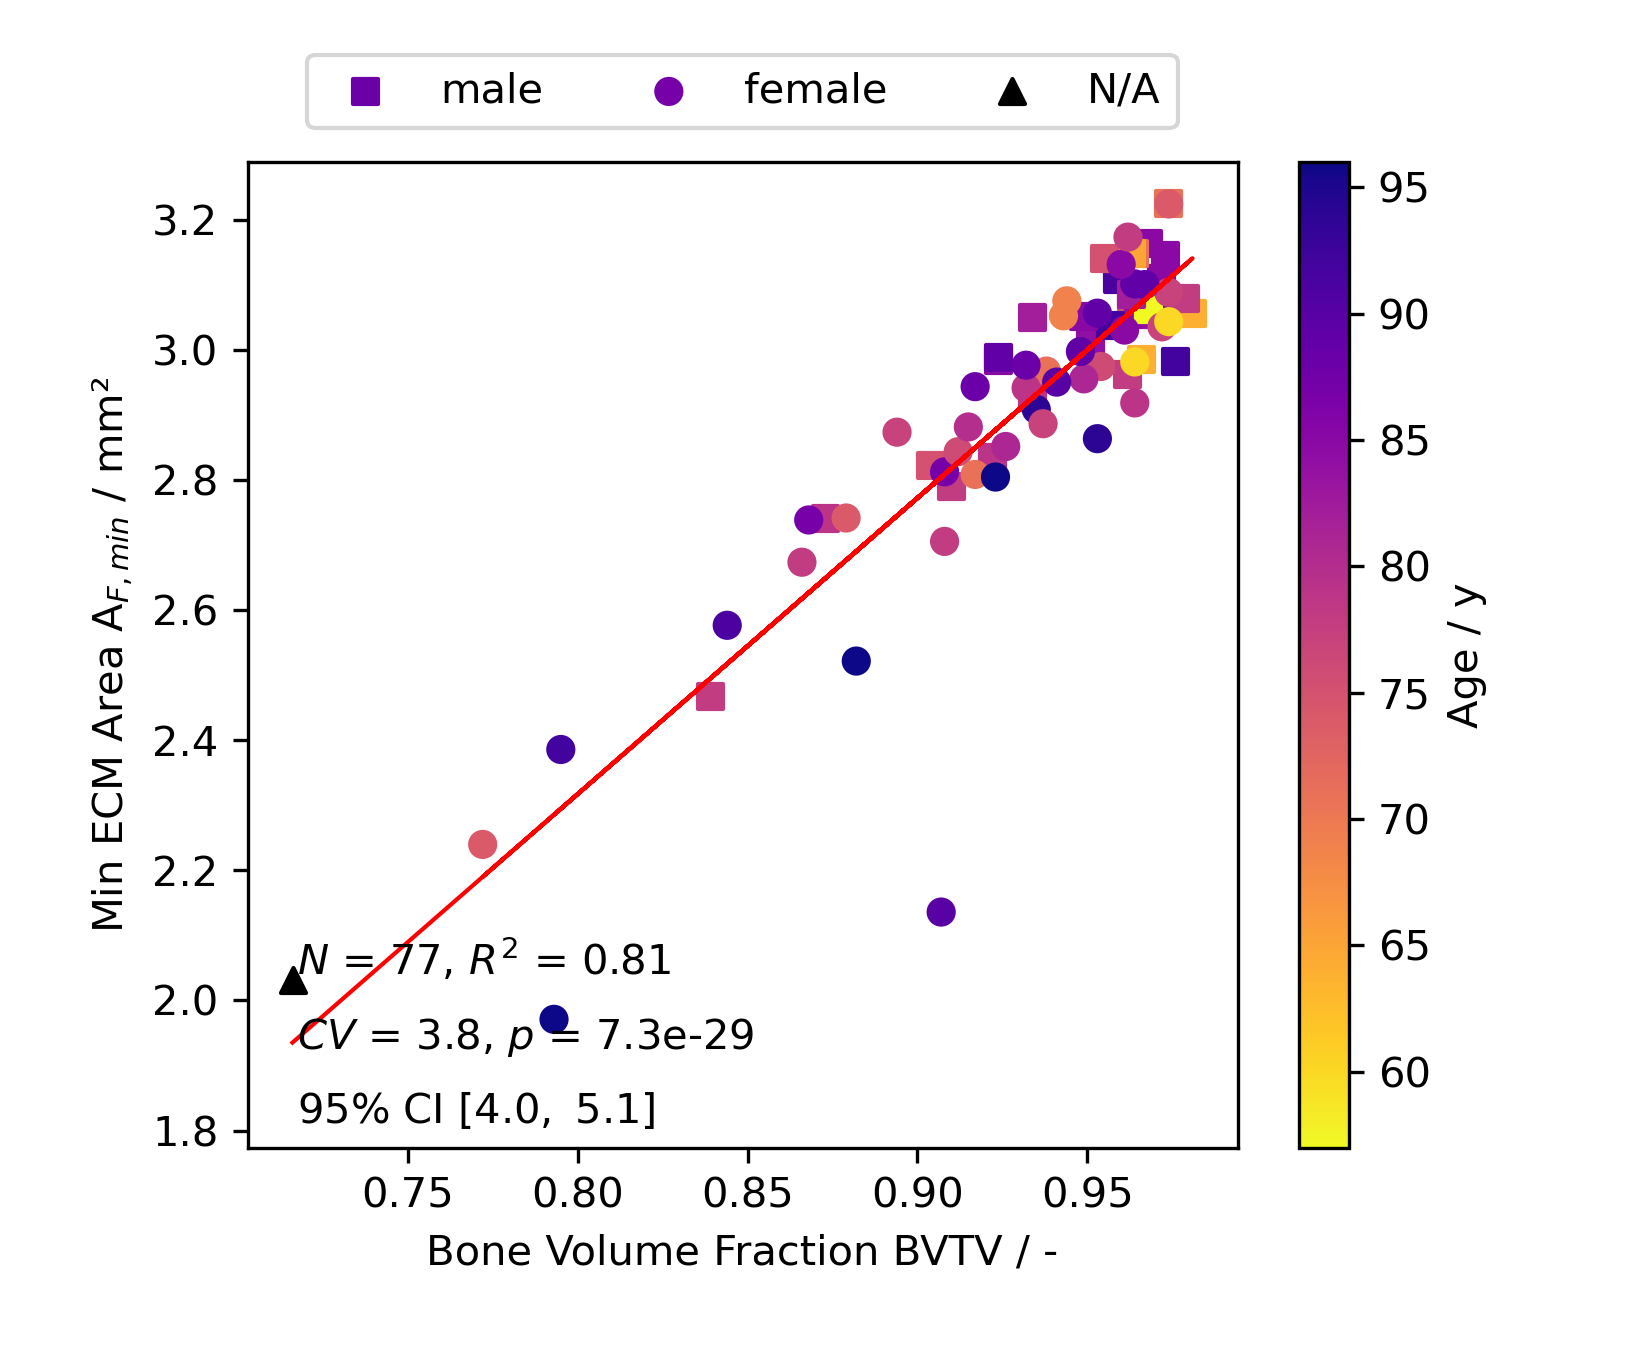 male female N/A
3.2
3.0
2.8
2.6
2.4
2.2
2.0
1.8
Min ECM Area A_{F, min} / mm²
N = 77, R² = 0.81
CV = 3.8, p = 7.3e-29
95% CI [4.0, 5.1]
0.75 0.80 0.85 0.90 0.95
Bone Volume Fraction BVTV / -
95
90
85
80
75
70
65
60
Age / y